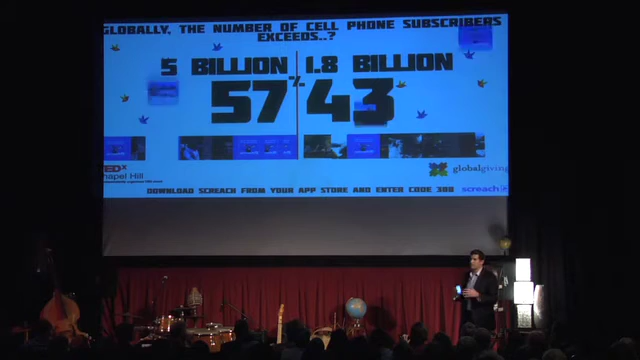 GLOBALLY, THE NUMBER OF CELL PHONE SUBSCRIBERS
EXCEEDS..?
5 BILLION 1.8 BILLION
57 % 43
TEDx
Chapel Hill
globalgiving
DOWNLOAD SCREACH FROM YOUR APP STORE AND ENTER CODE 308
screach